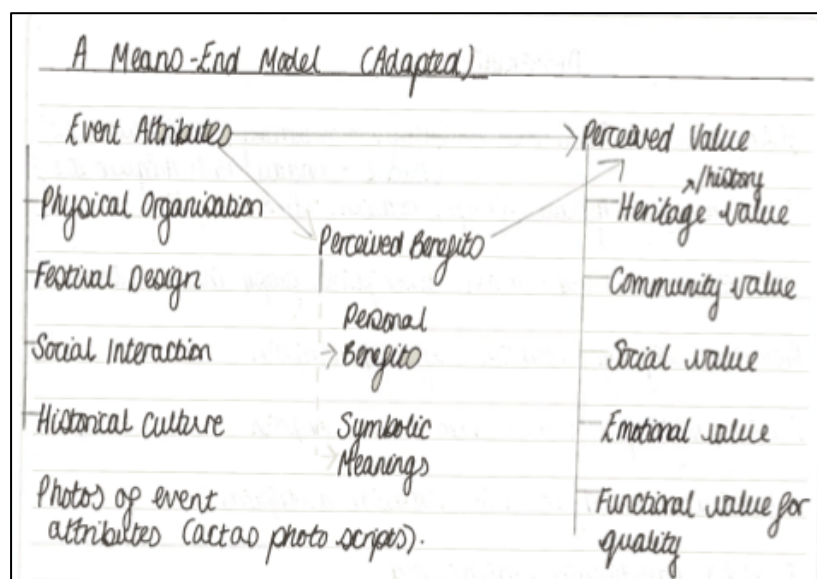 A Means-End Model (Adapted)
Event Attributes
Physical Organisation
Festival Design
Social Interaction
Historical Culture
Photos of event
attributes (act as photo scripts).
Perceived Benefits
Personal
Benefits
Symbolic
Meanings
Perceived Value
/history
Heritage value
Community value
Social value
Emotional value
Functional value for
quality